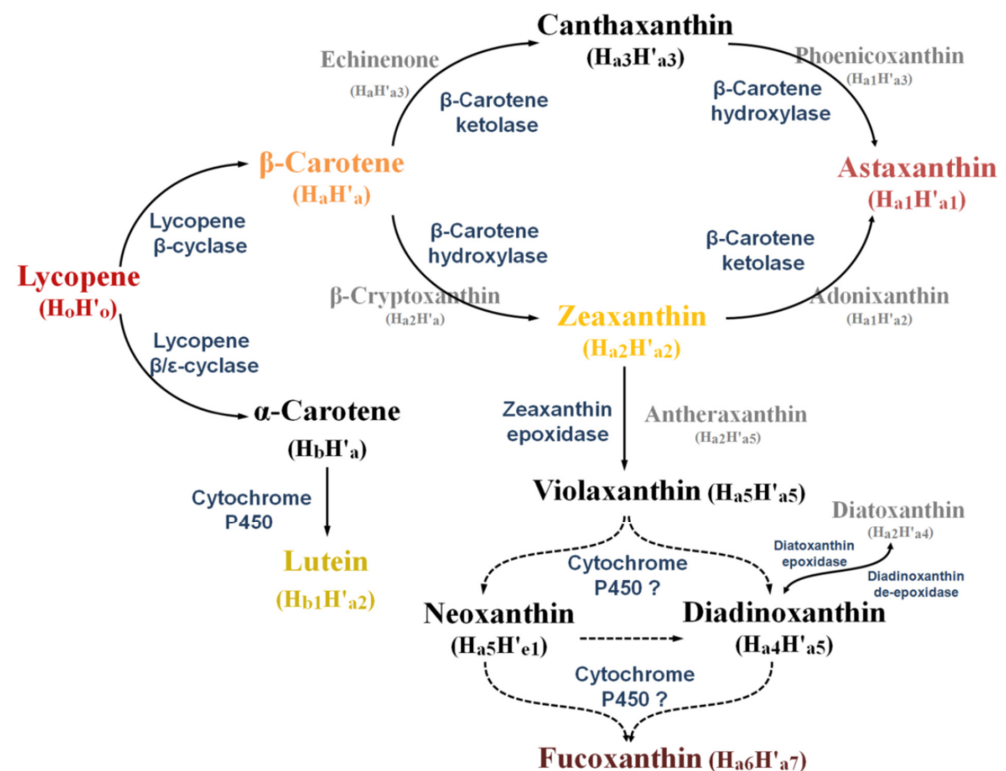 Canthaxanthin
(Ha3H'a3)
Echinenone
(HaH'a3)
Phoenicoxanthin
(Ha1H'a3)
β-Carotene
ketolase
β-Carotene
hydroxylase
β-Carotene
(HaH'a)
Astaxanthin
(Ha1H'a1)
Lycopene
β-cyclase
β-Carotene
hydroxylase
β-Carotene
ketolase
Lycopene
(HoH'o)
β-Cryptoxanthin
(Ha2H'a)
Zeaxanthin
(Ha2H'a2)
Adonixanthin
(Ha1H'a2)
Lycopene
β/ε-cyclase
α-Carotene
(HbH'a)
Zeaxanthin
epoxidase
Antheraxanthin
(Ha2H'a5)
Cytochrome
P450
Violaxanthin (Ha5H'a5)
Diatoxanthin
(Ha2H'a4)
Lutein
(Hb1H'a2)
Cytochrome
P450 ?
Diatoxanthin
epoxidase
Diadinoxanthin
de-epoxidase
Neoxanthin
(Ha5H'e1)
Diadinoxanthin
(Ha4H'a5)
Cytochrome
P450 ?
Fucoxanthin (Ha6H'a7)